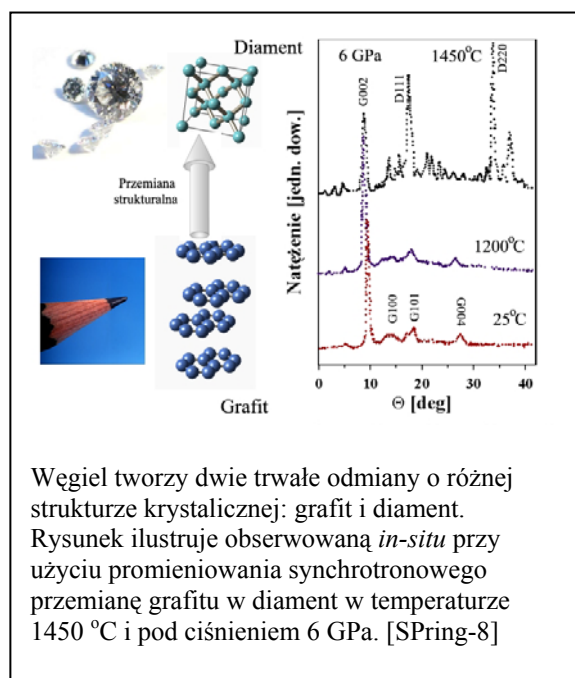 Diament
Przemiana
strukturalna
Grafit
6 GPa
1450°C
G002
D111
D220
1200°C
25°C
G100
G101
G004
Natężenie [jedn. dow.]
0 10 20 30 40
Θ [deg]
Węgiel tworzy dwie trwałe odmiany o różnej
strukturze krystalicznej: grafit i diament.
Rysunek ilustruje obserwowaną in-situ przy
użyciu promieniowania synchrotronowego
przemianę grafitu w diament w temperaturze
1450 °C i pod ciśnieniem 6 GPa. [SPring-8]